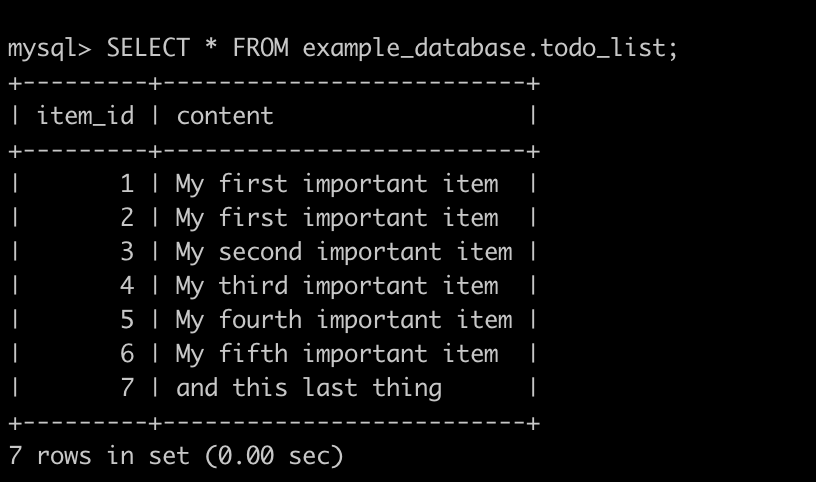 mysql> SELECT * FROM example_database.todo_list;
+---------+--------------------------+
| item_id | content                  |
+---------+--------------------------+
|       1 | My first important item  |
|       2 | My first important item  |
|       3 | My second important item |
|       4 | My third important item  |
|       5 | My fourth important item |
|       6 | My fifth important item  |
|       7 | and this last thing      |
+---------+--------------------------+
7 rows in set (0.00 sec)